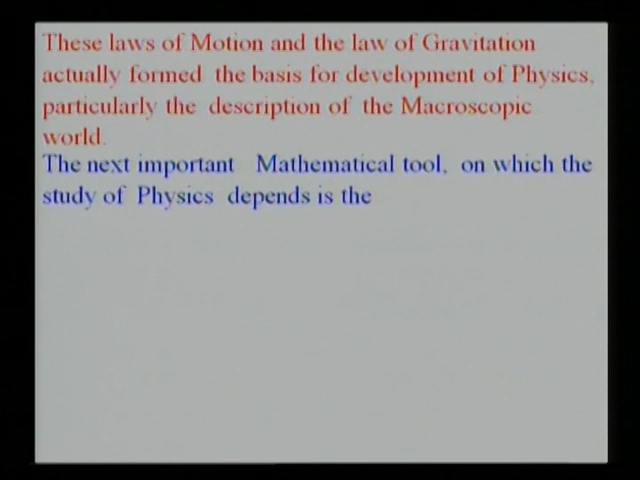 These laws of Motion and the law of Gravitation
actually formed the basis for development of Physics,
particularly the description of the Macroscopic
world.
The next important Mathematical tool, on which the
study of Physics depends is the